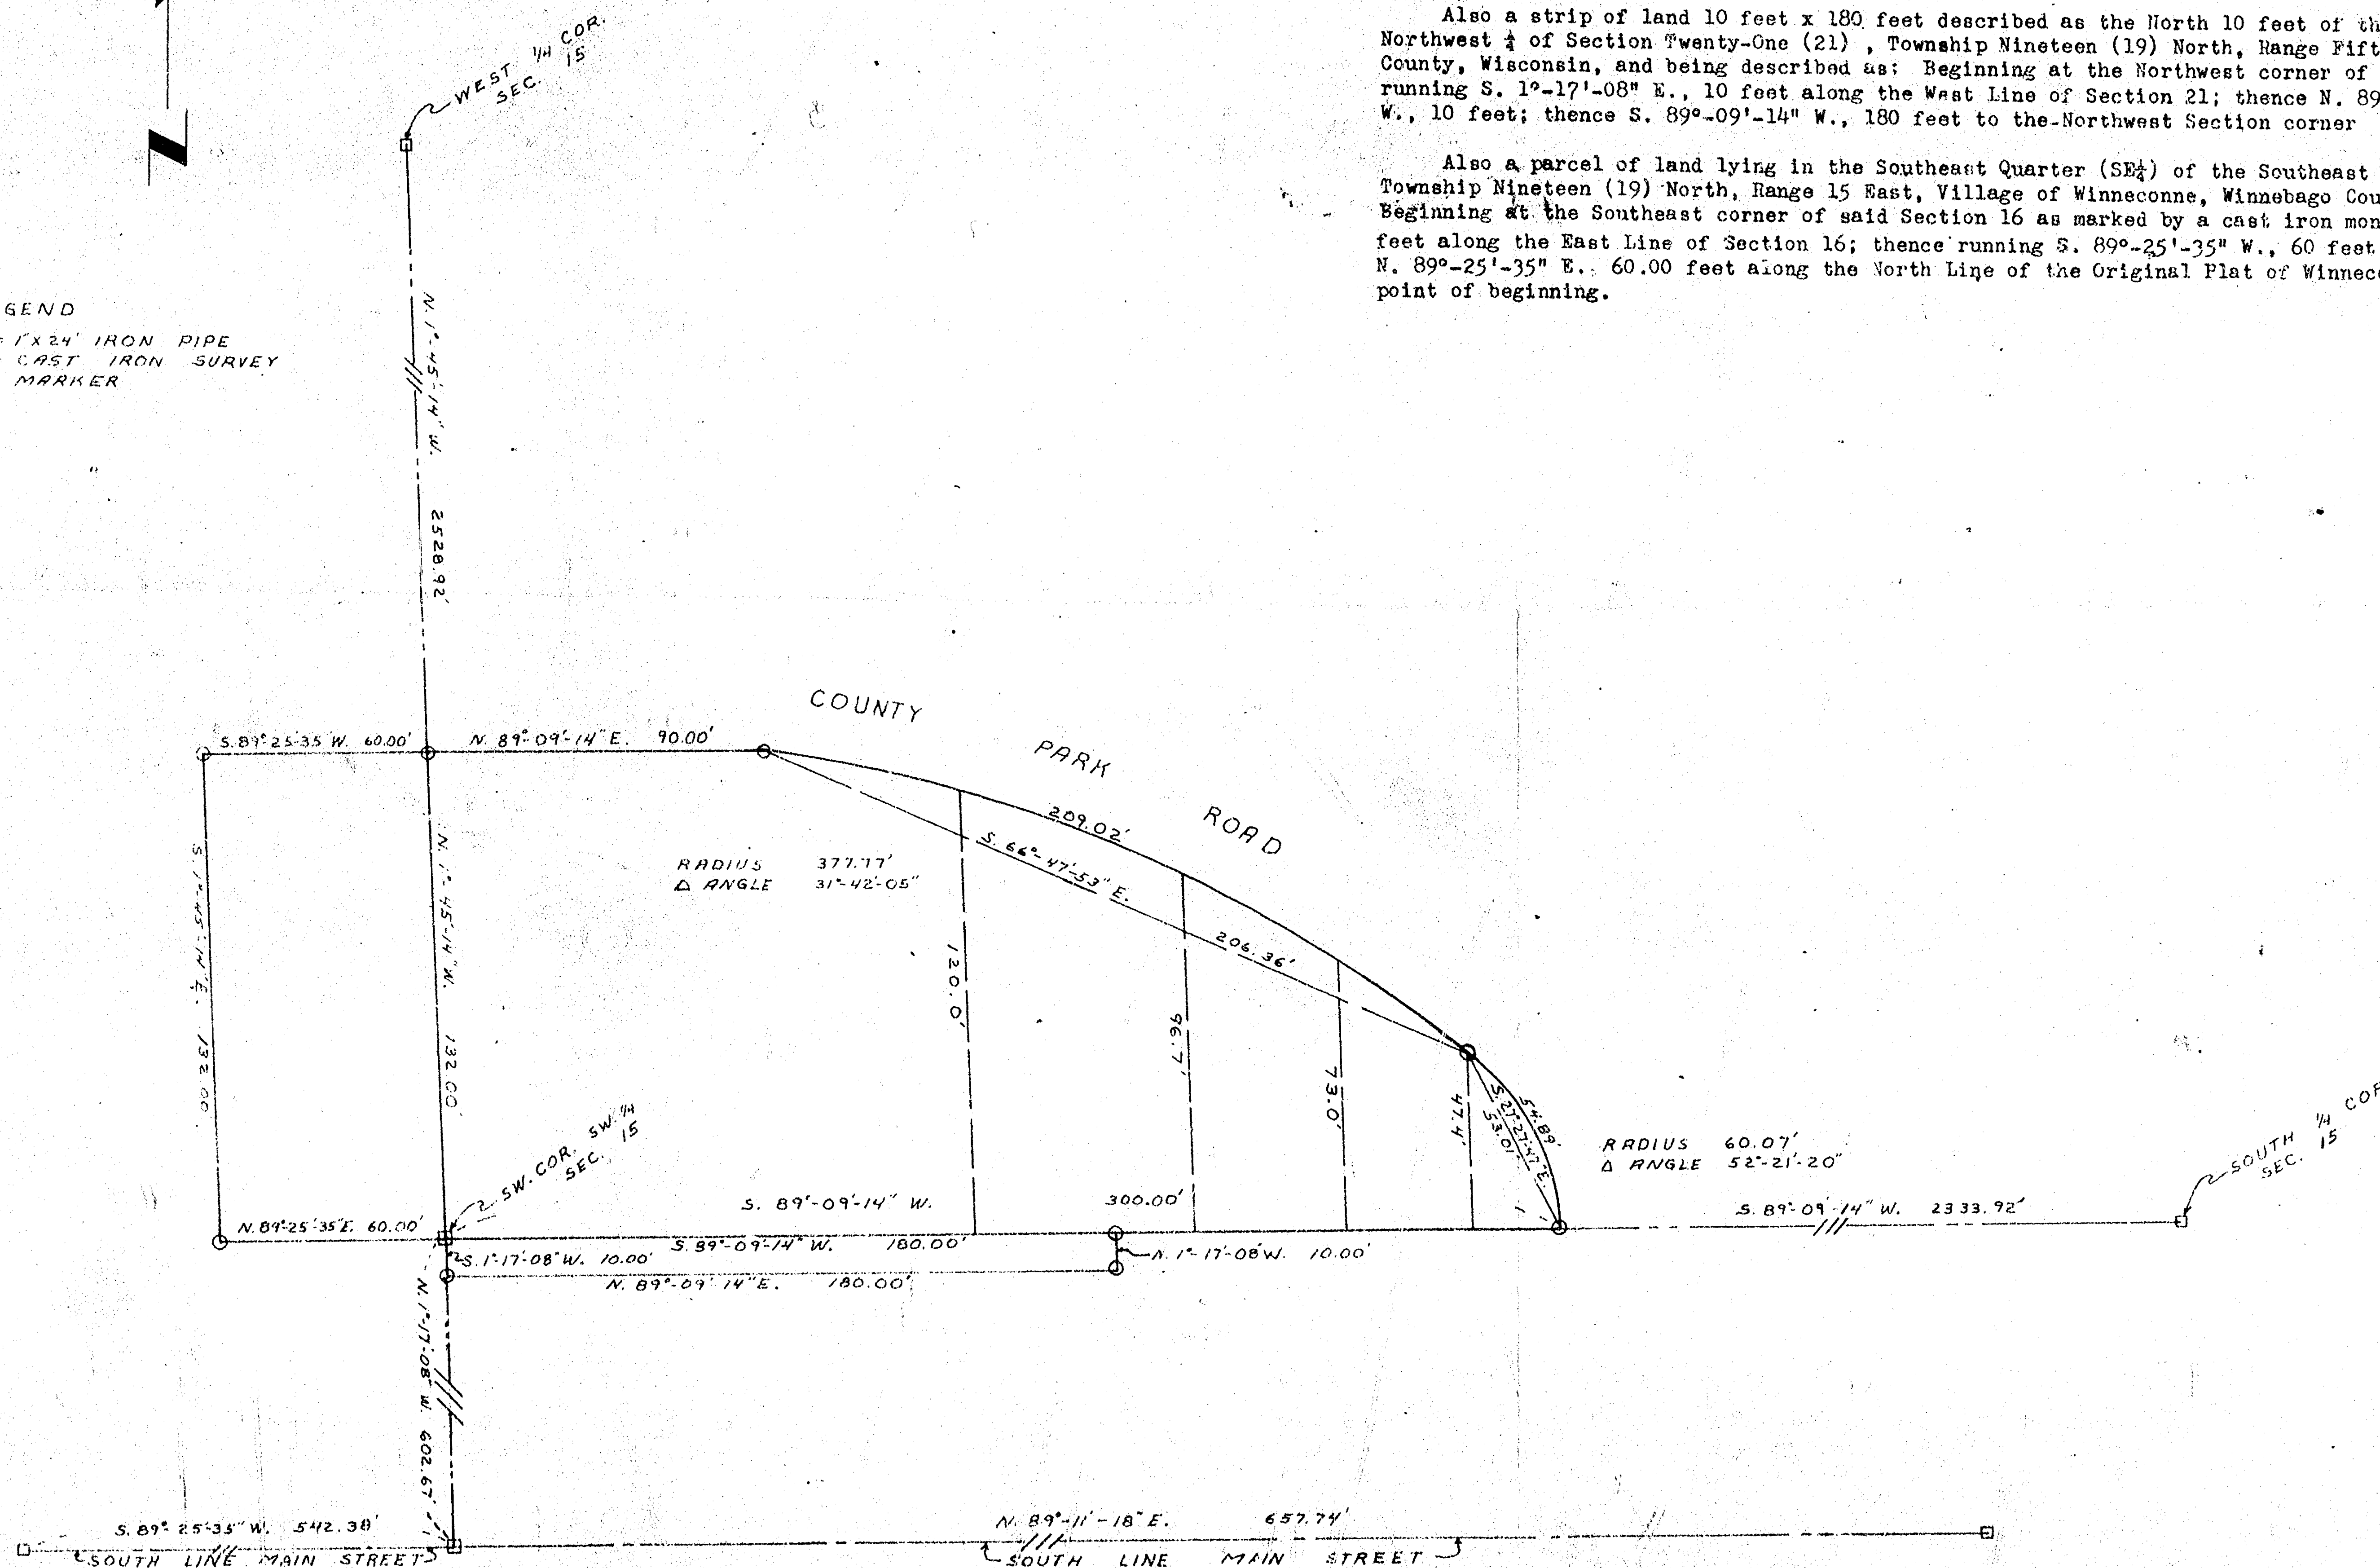 Also a strip of land 10 feet x 180 feet described as the North 10 feet of
Northwest ¼ of Section Twenty-One (21) , Township Nineteen (19) North, Range
County, Wisconsin, and being described as: Beginning at the Northwest corner of
running S. 1°-17'-08" E., 10 feet along the West Line of Section 21; thence N. 89
W., 10 feet; thence S. 89°-09'-14" W., 180 feet to the Northwest Section corner
Also a parcel of land lying in the Southeast Quarter (SE¼) of the Southeast
Township Nineteen (19) North, Range 15 East, Village of Winneconne, Winnebago
Beginning at the Southeast corner of said Section 16 as marked by a cast iron
feet along the East Line of Section 16; thence running S. 89°-25'-35" W., 60 feet
N. 89°-25'-35" E., 60.00 feet along the North Line of the Original Plat of
point of beginning.
WEST 1/4 COR.
SEC. 15
GEND
1"X24' IRON PIPE
CAST IRON SURVEY
MARKER
N. 1°-45'-14" W. 2528.92'
COUNTY PARK ROAD
S. 89°25'35" W. 60.00'
N. 89°-09'-14" E. 90.00'
209.02'
S. 66°-47'-53" E.
206.36'
RADIUS 377.77'
Δ ANGLE 31°-42'-05"
S. 1°-45'-14" E. 132.00'
N. 1°-45'-14" W. 132.00'
120.0'
96.7'
73.0'
47.4'
54.89'
S. 27°-27'-47" E.
53.01'
RADIUS 60.07'
Δ ANGLE 52°-21'-20"
SW. COR. SW. 1/4
SEC. 15
SOUTH 1/4 COR
SEC. 15
N. 89°25'35" E. 60.00'
S. 89°-09'-14" W. 300.00'
S. 89°-09'-14" W. 2333.92'
S. 89°-09'-14" W. 180.00'
S. 1°-17'-08" W. 10.00'
N. 1°-17'-08" W. 10.00'
N. 89°-09'14" E. 180.00'
N. 1°-17'-08" W. 602.67'
S. 89°25'35" W. 542.38'
N. 89°-11'-18" E. 657.74'
SOUTH LINE MAIN STREET
SOUTH LINE MAIN STREET